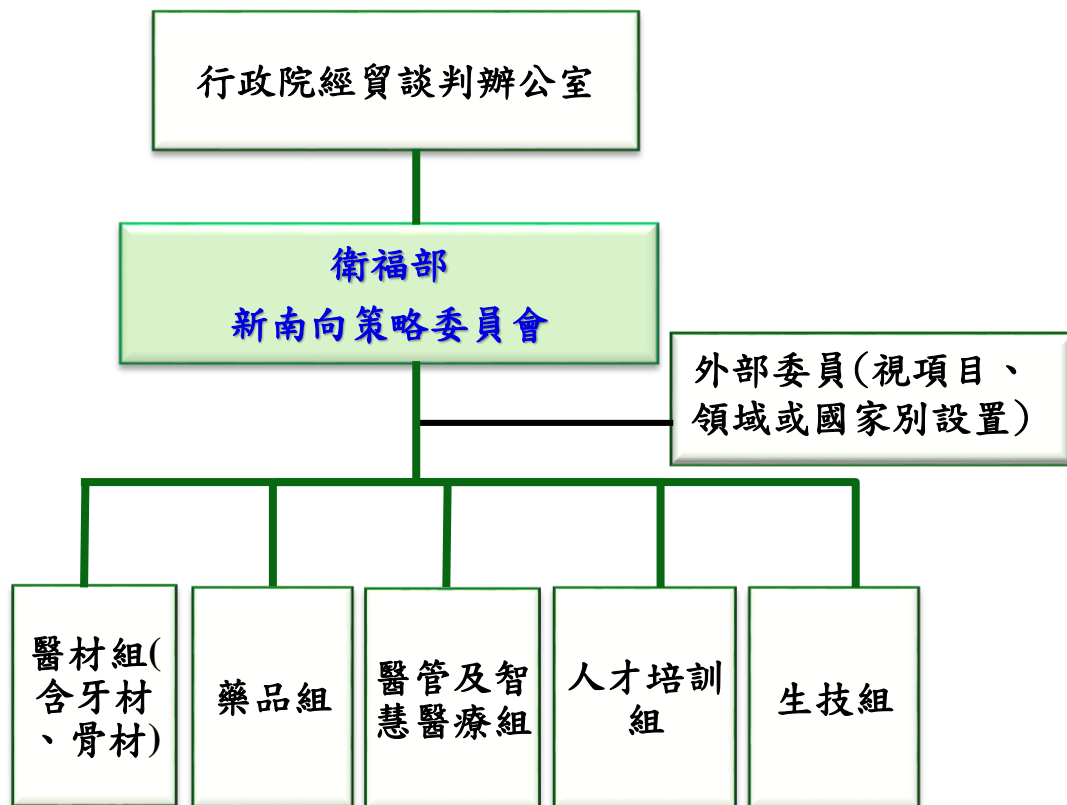 行政院經貿談判辦公室
衛福部
新南向策略委員會
外部委員(視項目、
領域或國家別設置)
醫材組(
含牙材
、骨材)
藥品組
醫管及智
慧醫療組
人才培訓
組
生技組